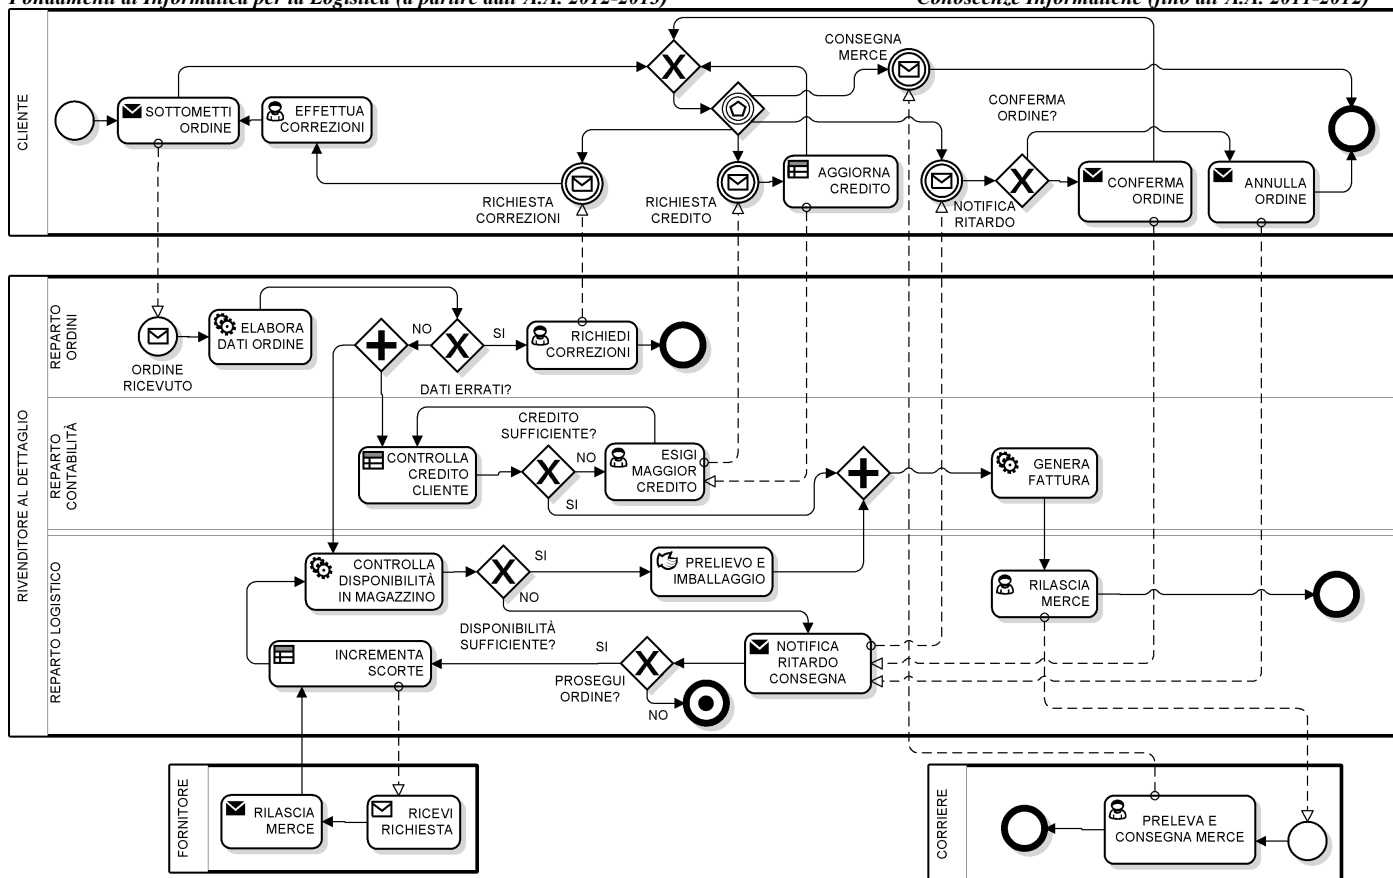 Fondamenti di Informatica per la Logistica (a partire dall'A.A. 2012-2013)
Conoscenze Informatiche (fino all'A.A. 2011-2012)
CLIENTE
SOTTOMETTI
ORDINE
EFFETTUA
CORREZIONI
CONSEGNA
MERCE
CONFERMA
ORDINE?
RICHIESTA
CORREZIONI
RICHIESTA
CREDITO
AGGIORNA
CREDITO
NOTIFICA
RITARDO
CONFERMA
ORDINE
ANNULLA
ORDINE
RIVENDITORE AL DETTAGLIO
REPARTO
ORDINI
ORDINE
RICEVUTO
ELABORA
DATI ORDINE
NO
SI
DATI ERRATI?
RICHIEDI
CORREZIONI
REPARTO
CONTABILITÀ
CONTROLLA
CREDITO
CLIENTE
CREDITO
SUFFICIENTE?
NO
SI
ESIGI
MAGGIOR
CREDITO
GENERA
FATTURA
REPARTO LOGISTICO
CONTROLLA
DISPONIBILITÀ
IN MAGAZZINO
SI
NO
DISPONIBILITÀ
SUFFICIENTE?
PRELIEVO E
IMBALLAGGIO
RILASCIA
MERCE
INCREMENTA
SCORTE
SI
PROSEGUI
ORDINE?
NO
NOTIFICA
RITARDO
CONSEGNA
FORNITORE
RILASCIA
MERCE
RICEVI
RICHIESTA
CORRIERE
PRELEVA E
CONSEGNA MERCE